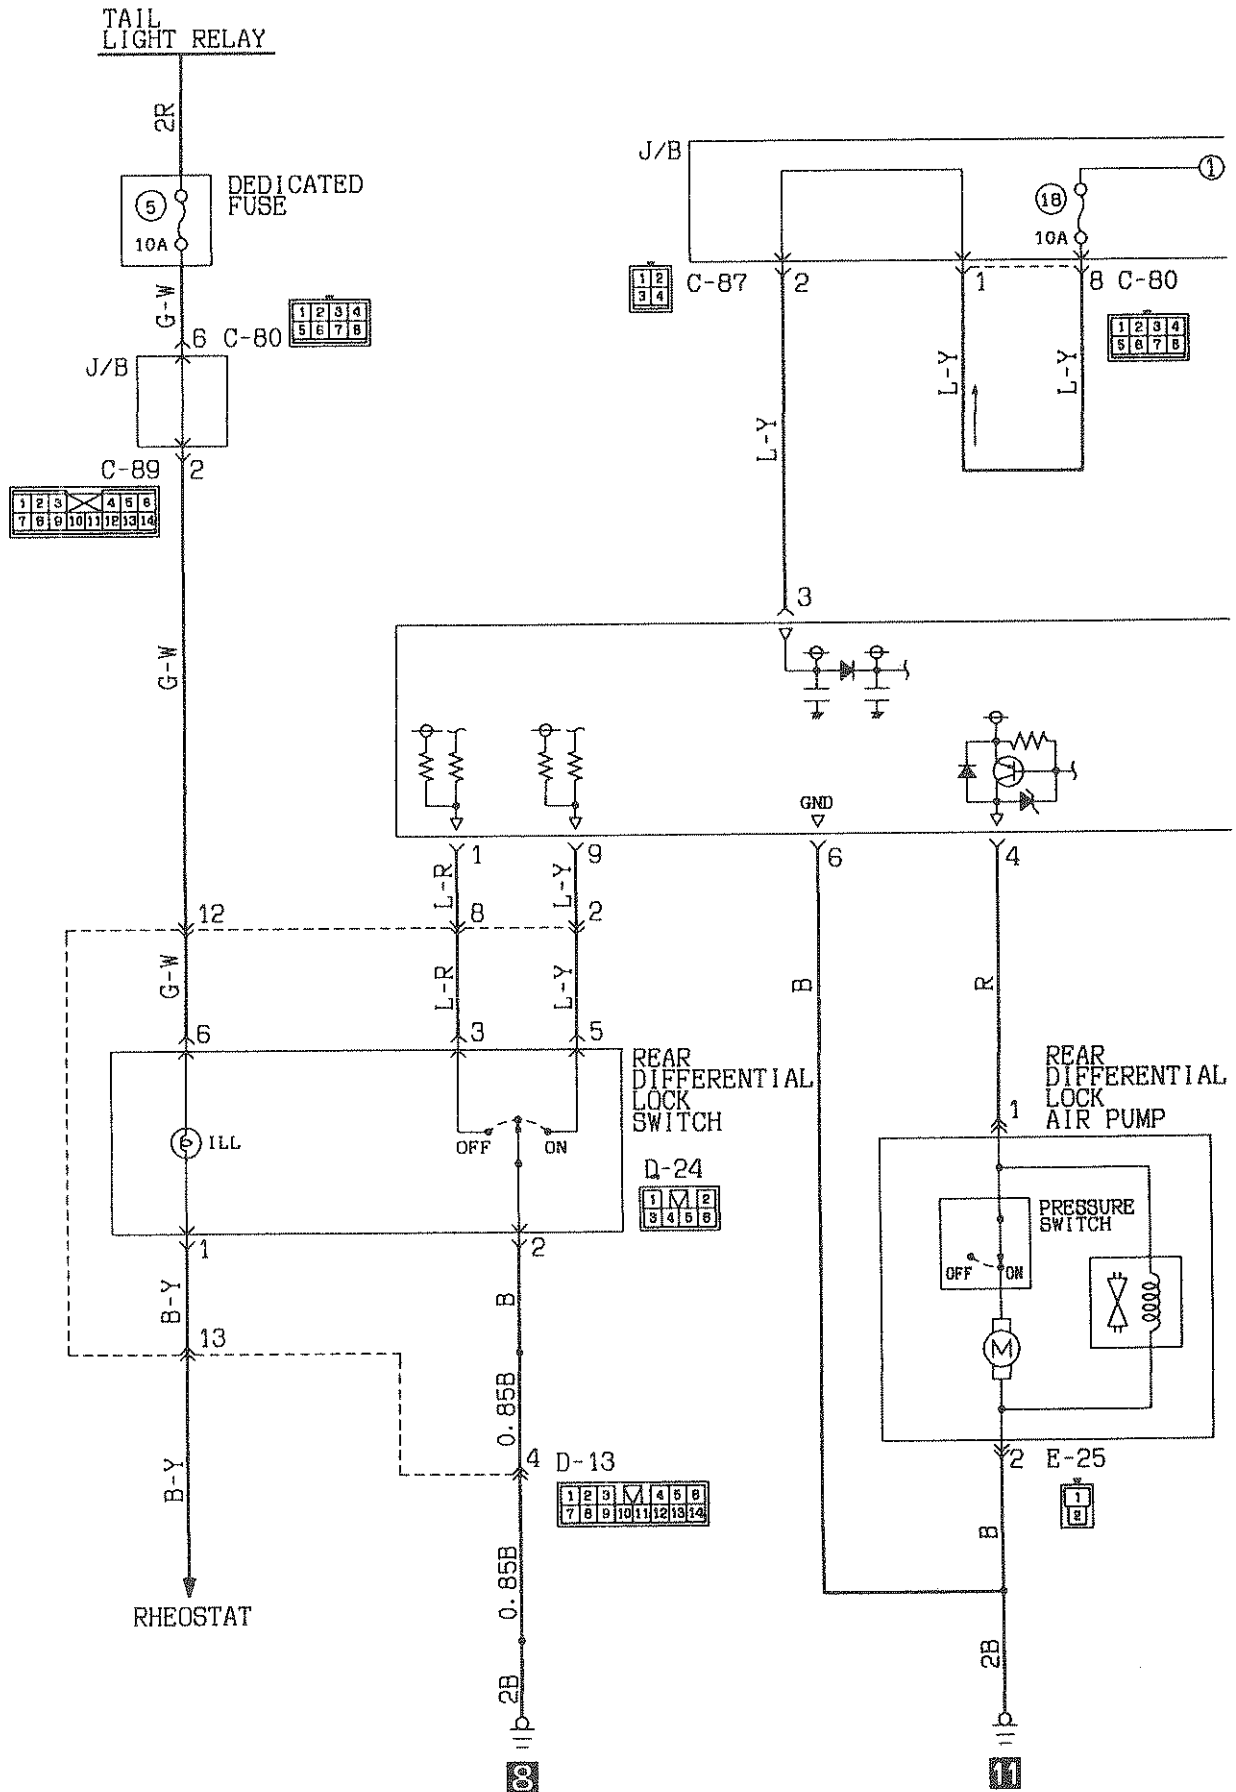 TAIL
LIGHT RELAY
2R
DEDICATED
FUSE
5
10A
G-W
6 C-80
1 2 3 4
5 6 7 8
J/B
C-89 2
1 2 3 4 5 6
7 8 9 10 11 12 13 14
G-W
J/B
1
18
10A
1 2
3 4
C-87 2
1
8 C-80
1 2 3 4
5 6 7 8
L-Y
L-Y
L-Y
3
GND
1
9
6
4
L-R
L-Y
12
8
2
G-W
L-R
L-Y
B
R
6
3
5
REAR
DIFFERENTIAL
LOCK
SWITCH
ILL
OFF
ON
D-24
1 2
3 4 5 6
1
2
B-Y
B
13
0.85B
4 D-13
1 2 3 4 5 6
7 8 9 10 11 12 13 14
B-Y
0.85B
RHEOSTAT
2B
8
REAR
DIFFERENTIAL
LOCK
AIR PUMP
1
PRESSURE
SWITCH
OFF
ON
M
2 E-25
1
2
B
2B
11